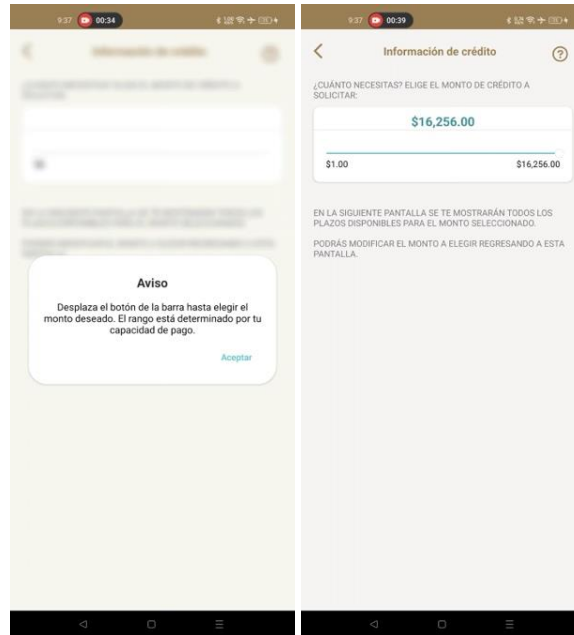 9:37 00:34
Aviso
Desplaza el botón de la barra hasta elegir el
monto deseado. El rango está determinado por tu
capacidad de pago.
Aceptar
9:37 00:39
Información de crédito
?
¿CUÁNTO NECESITAS? ELIGE EL MONTO DE CRÉDITO A
SOLICITAR:
$16,256.00
$1.00 $16,256.00
EN LA SIGUIENTE PANTALLA SE TE MOSTRARÁN TODOS LOS
PLAZOS DISPONIBLES PARA EL MONTO SELECCIONADO.
PODRÁS MODIFICAR EL MONTO A ELEGIR REGRESANDO A ESTA
PANTALLA.